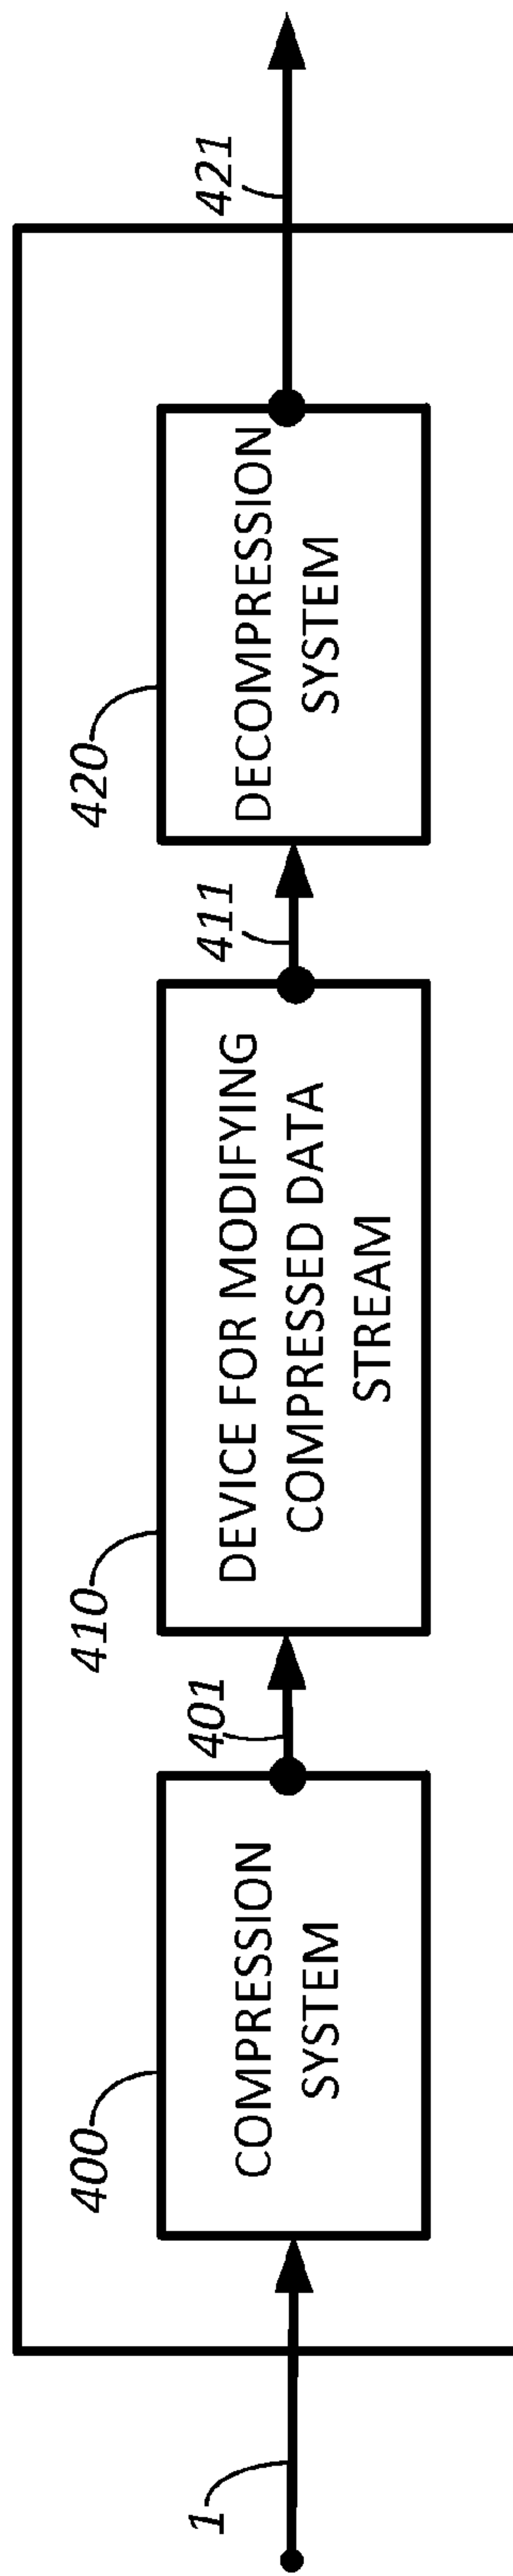 1
400
COMPRESSION
SYSTEM
401
410
DEVICE FOR MODIFYING
COMPRESSED DATA
STREAM
411
420
DECOMPRESSION
SYSTEM
421